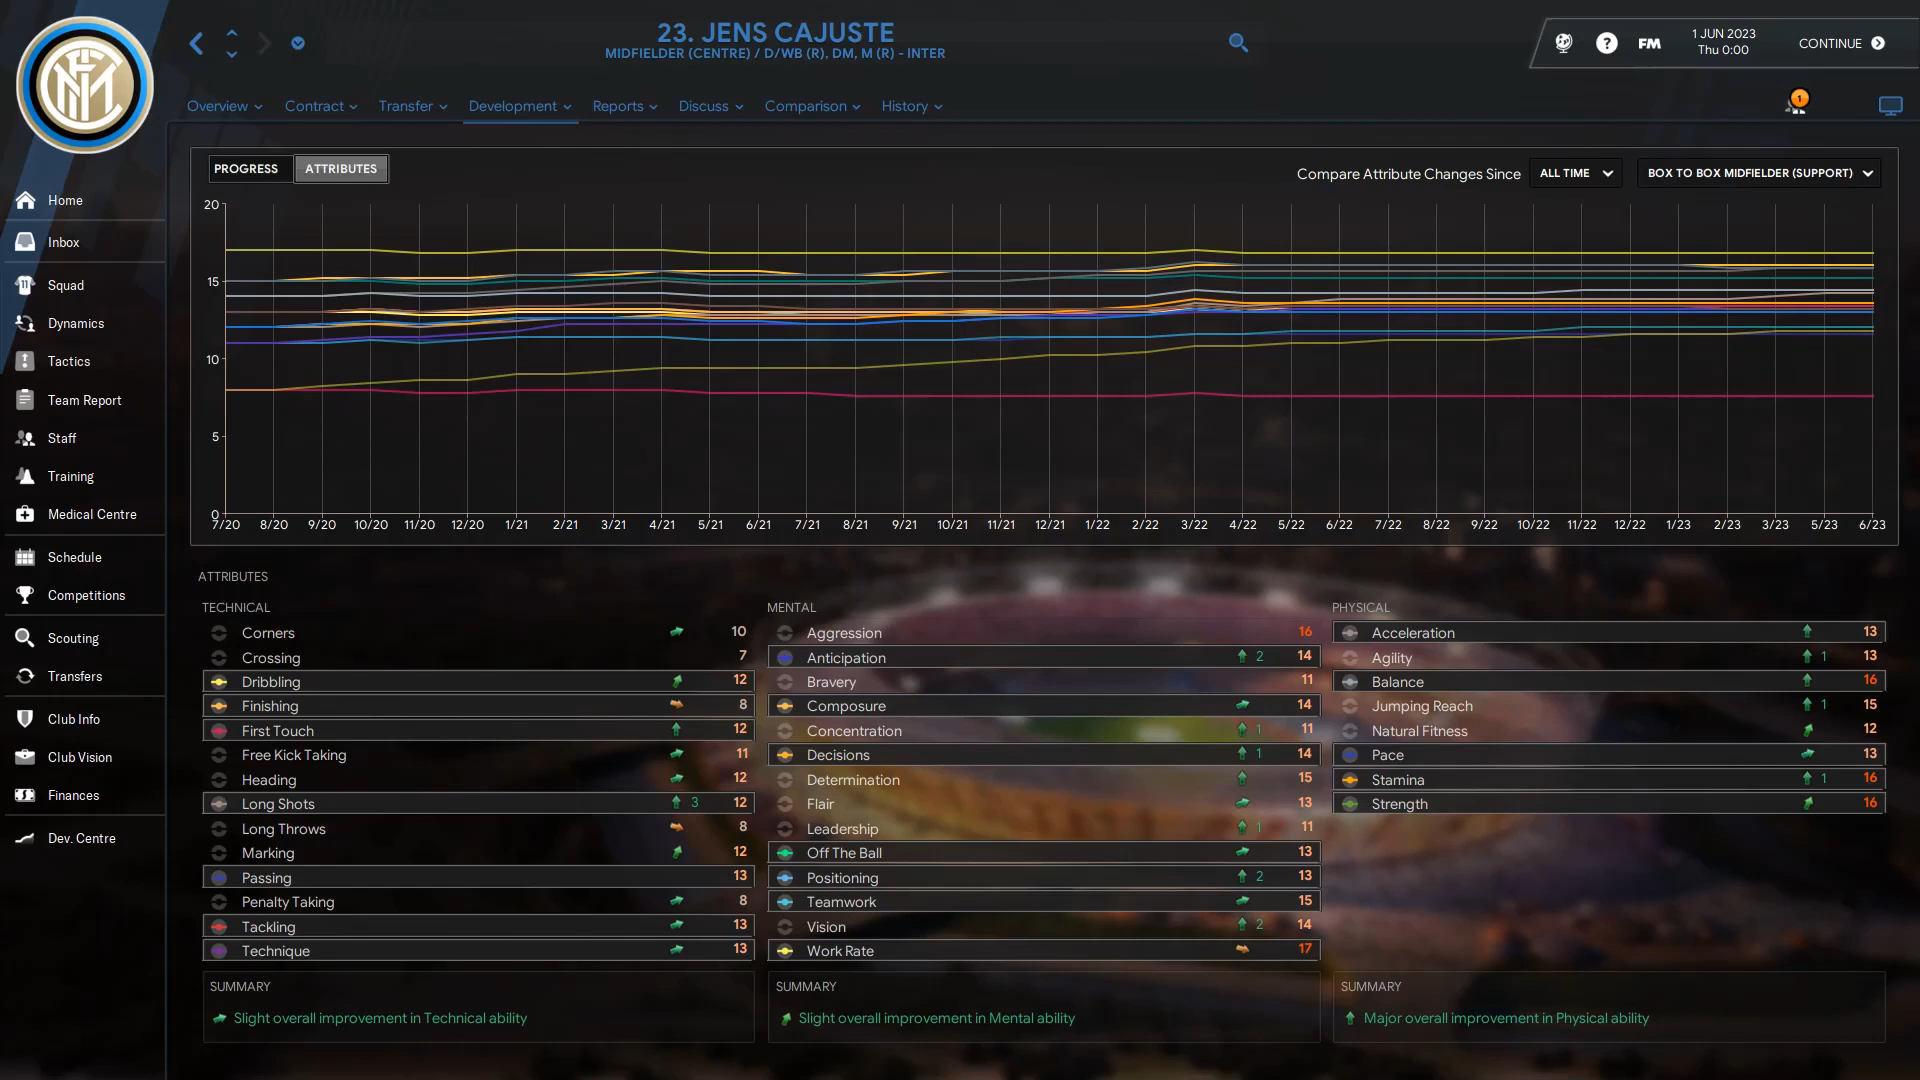 23. JENS CAJUSTE
MIDFIELDER (CENTRE) / D/WB (R), DM, M (R) - INTER
1 JUN 2023
Thu 0:00
FM
CONTINUE
Overview
Contract
Transfer
Development
Reports
Discuss
Comparison
History
1
Home
Inbox
Squad
Dynamics
Tactics
Team Report
Staff
Training
Medical Centre
Schedule
Competitions
Scouting
Transfers
Club Info
Club Vision
Finances
Dev. Centre
PROGRESS ATTRIBUTES
Compare Attribute Changes Since ALL TIME BOX TO BOX MIDFIELDER (SUPPORT)
20
15
10
5
0
7/20 8/20 9/20 10/20 11/20 12/20 1/21 2/21 3/21 4/21 5/21 6/21 7/21 8/21 9/21 10/21 11/21 12/21 1/22 2/22 3/22 4/22 5/22 6/22 7/22 8/22 9/22 10/22 11/22 12/22 1/23 2/23 3/23 5/23 6/23
ATTRIBUTES
TECHNICAL
Corners 10
Crossing 7
Dribbling 12
Finishing 8
First Touch 12
Free Kick Taking 11
Heading 12
Long Shots 3 12
Long Throws 8
Marking 12
Passing 13
Penalty Taking 8
Tackling 13
Technique 13
SUMMARY
Slight overall improvement in Technical ability
MENTAL
Aggression 16
Anticipation 2 14
Bravery 11
Composure 14
Concentration 1 11
Decisions 1 14
Determination 15
Flair 13
Leadership 1 11
Off The Ball 13
Positioning 2 13
Teamwork 15
Vision 2 14
Work Rate 17
SUMMARY
Slight overall improvement in Mental ability
PHYSICAL
Acceleration 13
Agility 1 13
Balance 16
Jumping Reach 1 15
Natural Fitness 12
Pace 13
Stamina 1 16
Strength 16
SUMMARY
Major overall improvement in Physical ability